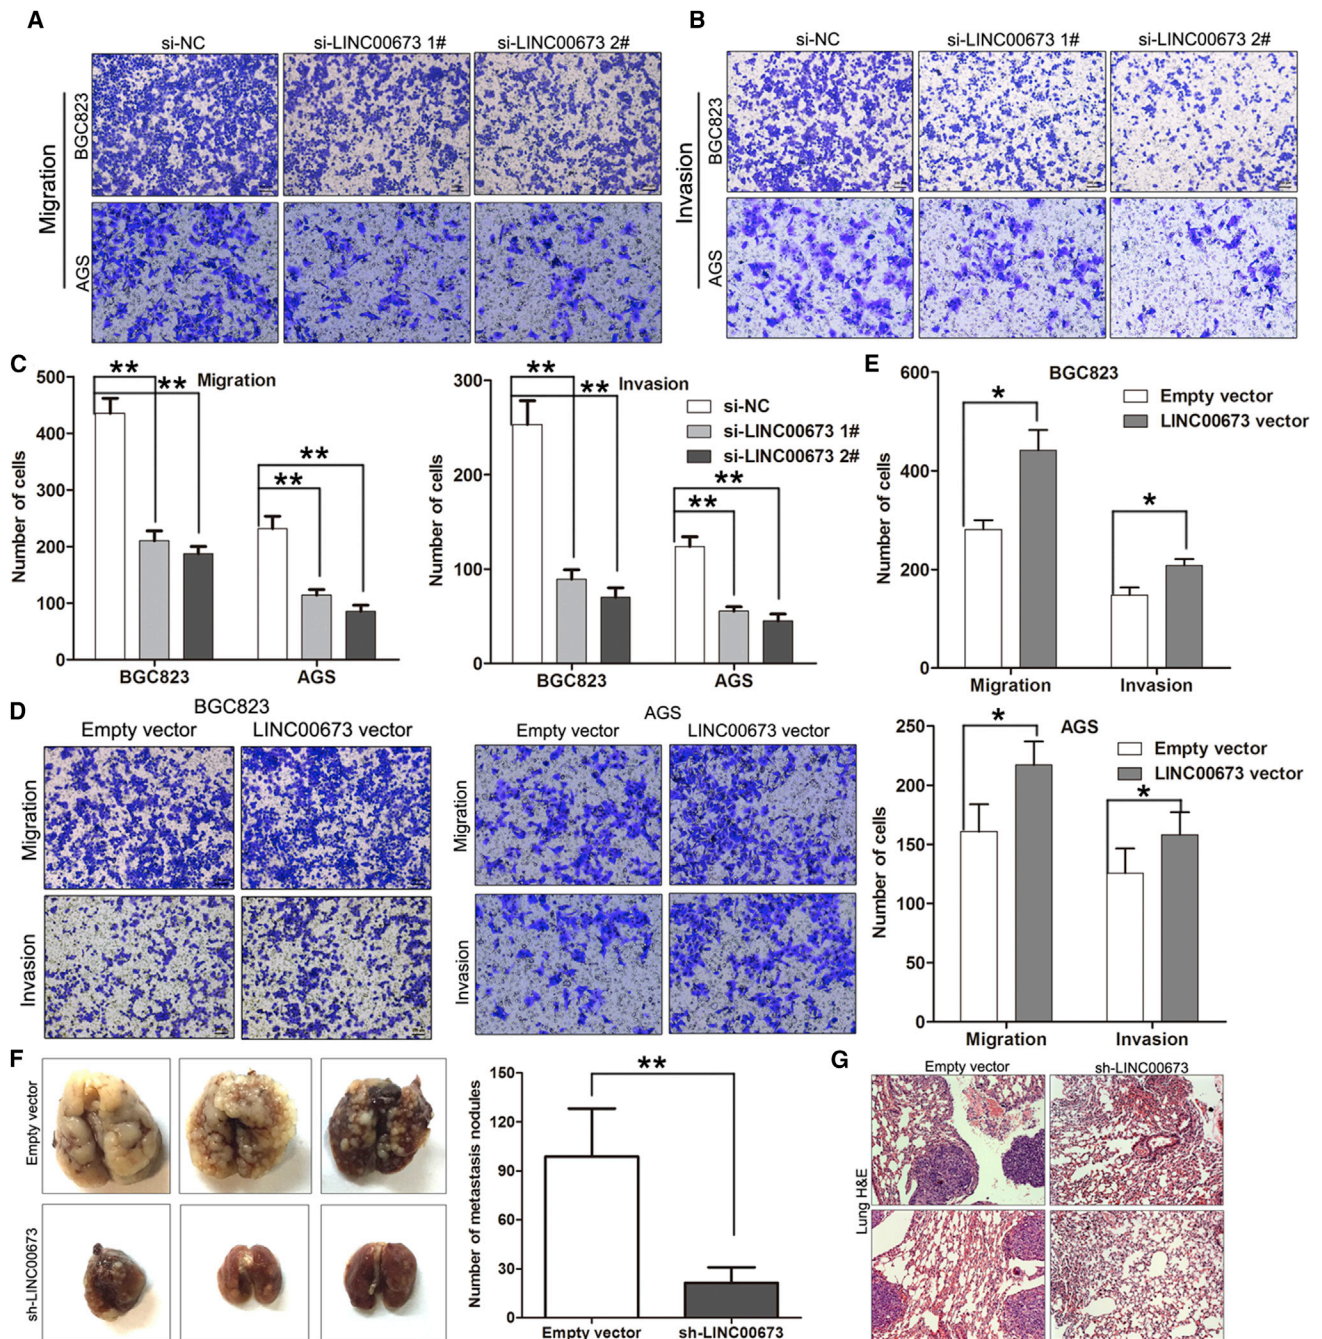 A
si-NC si-LINC00673 1# si-LINC00673 2#
Migration
BGC823
AGS
B
si-NC si-LINC00673 1# si-LINC00673 2#
Invasion
BGC823
AGS
C
Migration
Number of cells
500
400
300
200
100
0
** ** ** **
BGC823 AGS
Invasion
Number of cells
300
200
100
0
** ** ** **
BGC823 AGS
si-NC
si-LINC00673 1#
si-LINC00673 2#
E
BGC823
Number of cells
600
400
200
0
* *
Empty vector
LINC00673 vector
Migration Invasion
AGS
Number of cells
250
200
150
100
50
0
* *
Empty vector
LINC00673 vector
Migration Invasion
D
BGC823
Empty vector LINC00673 vector
Migration
Invasion
AGS
Empty vector LINC00673 vector
Migration
Invasion
F
Empty vector
sh-LINC00673
Number of metastasis nodules
150
120
90
60
30
0
**
Empty vector sh-LINC00673
G
Empty vector sh-LINC00673
Lung H&E